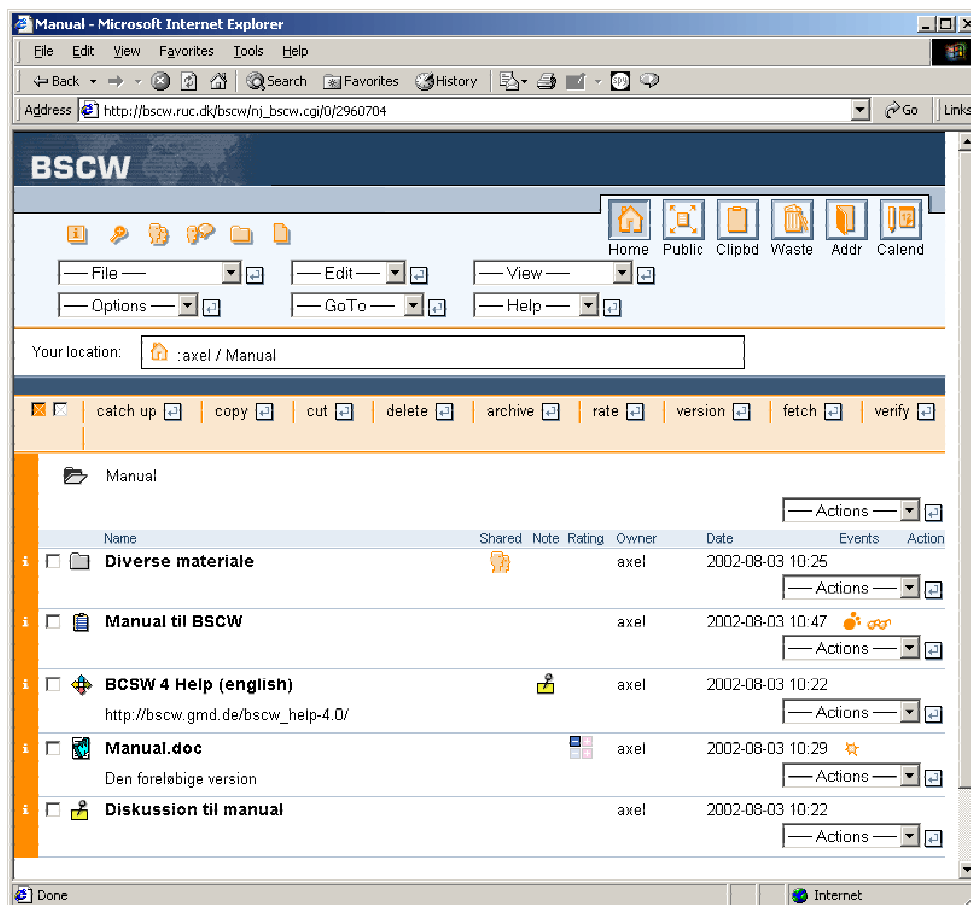 Manual - Microsoft Internet Explorer
File Edit View Favorites Tools Help
Back Search Favorites History
Address http://bscw.ruc.dk/bscw/nj_bscw.cgi/0/2960704 Go Links
BSCW
Home Public Clipbd Waste Addr Calend
File Edit View
Options GoTo Help
Your location: :axel / Manual
catch up copy cut delete archive rate version fetch verify
Manual
Actions
Name Shared Note Rating Owner Date Events Action
i Diverse materiale axel 2002-08-03 10:25
Actions
i Manual til BSCW axel 2002-08-03 10:47
Actions
i BCSW 4 Help (english) axel 2002-08-03 10:22
http://bscw.gmd.de/bscw_help-4.0/ Actions
i Manual.doc axel 2002-08-03 10:29
Den foreløbige version Actions
i Diskussion til manual axel 2002-08-03 10:22
Actions
Done Internet